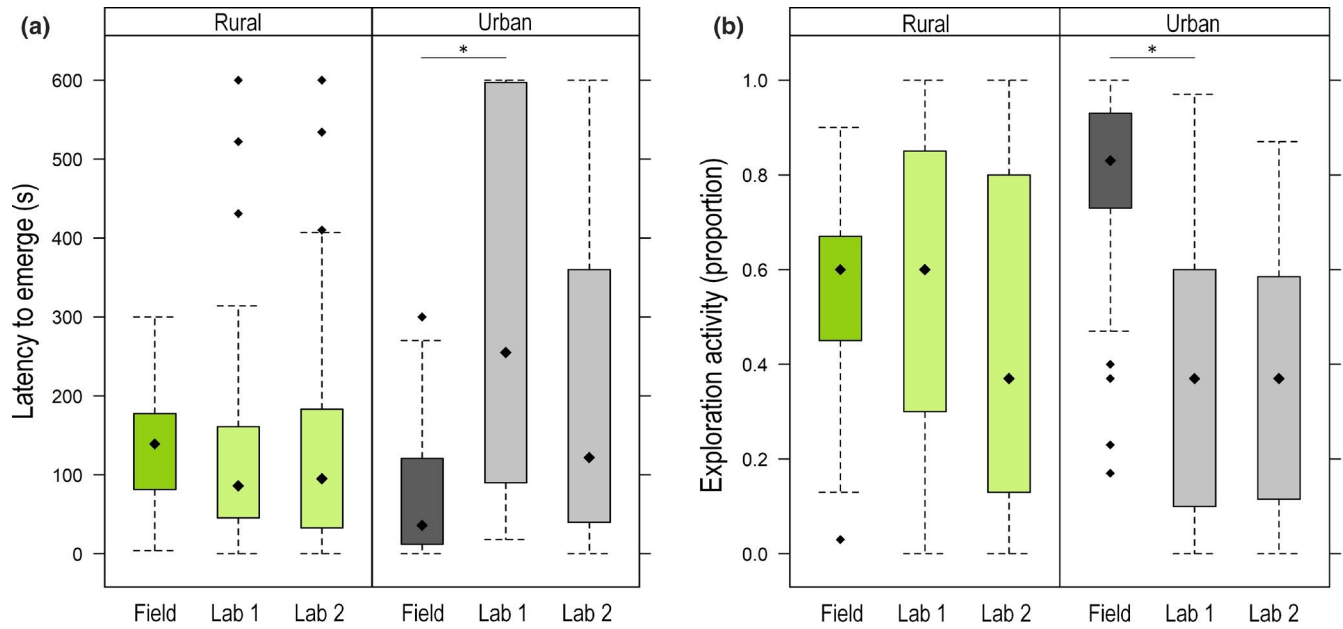 (a)
Rural
Urban
*
600
500
400
300
200
100
0
Latency to emerge (s)
Field
Lab 1
Lab 2
Field
Lab 1
Lab 2
(b)
Rural
Urban
*
1.0
0.8
0.6
0.4
0.2
0.0
Exploration activity (proportion)
Field
Lab 1
Lab 2
Field
Lab 1
Lab 2